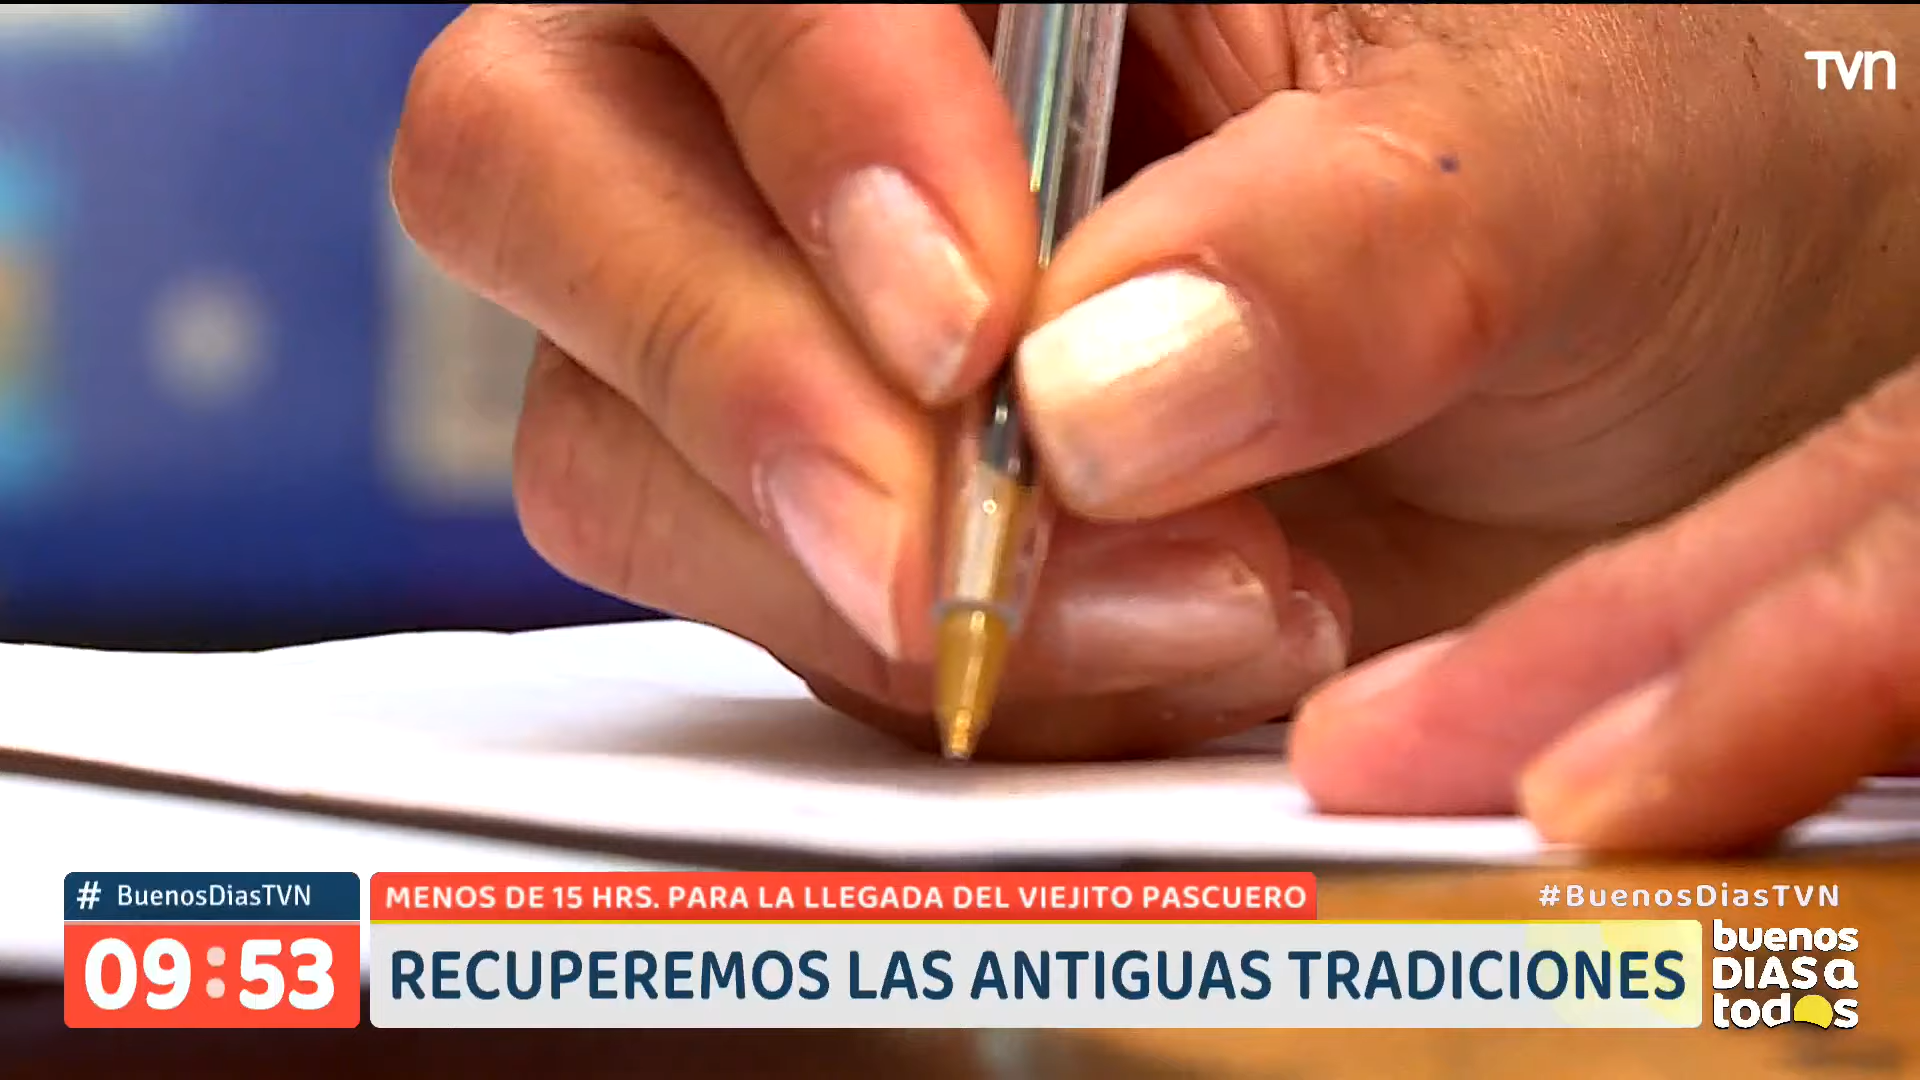 TVN
# BuenosDiasTVN
MENOS DE 15 HRS. PARA LA LLEGADA DEL VIEJITO PASCUERO
#BuenosDiasTVN
09:53
RECUPEREMOS LAS ANTIGUAS TRADICIONES
buenos
DIAS a
todos